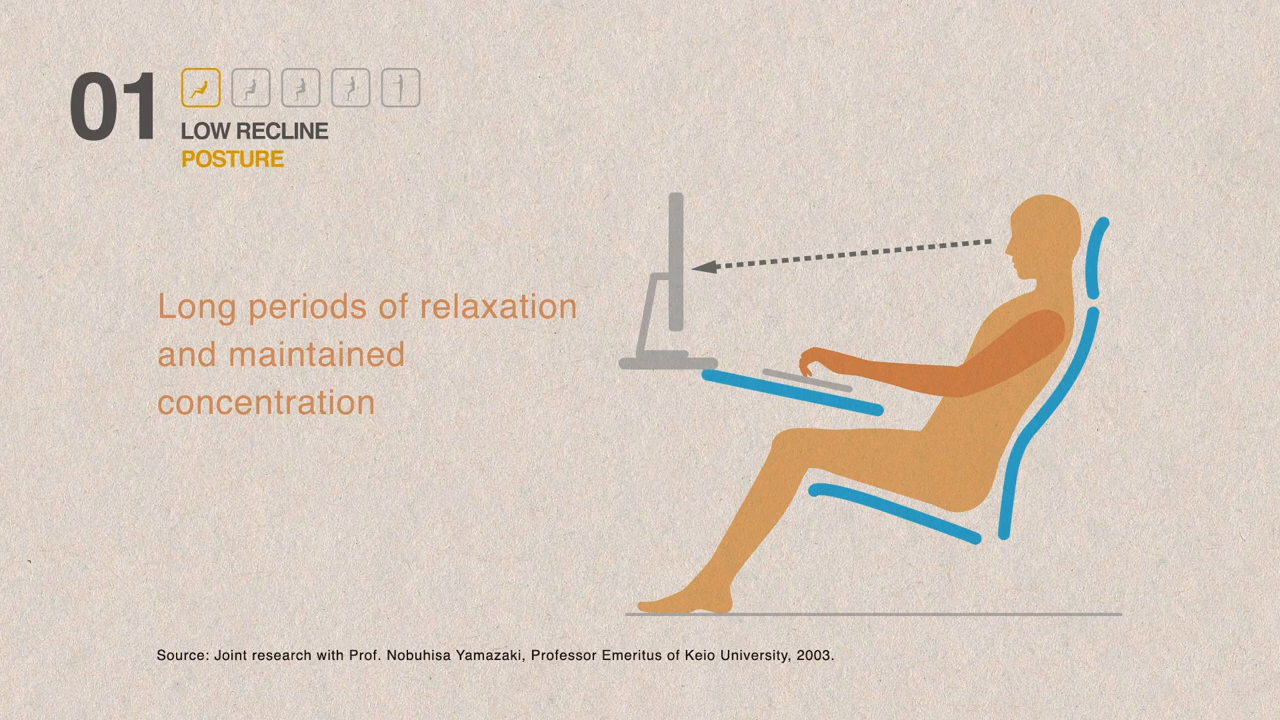 01
LOW RECLINE
POSTURE
Long periods of relaxation
and maintained
concentration
Source: Joint research with Prof. Nobuhisa Yamazaki, Professor Emeritus of Keio University, 2003.